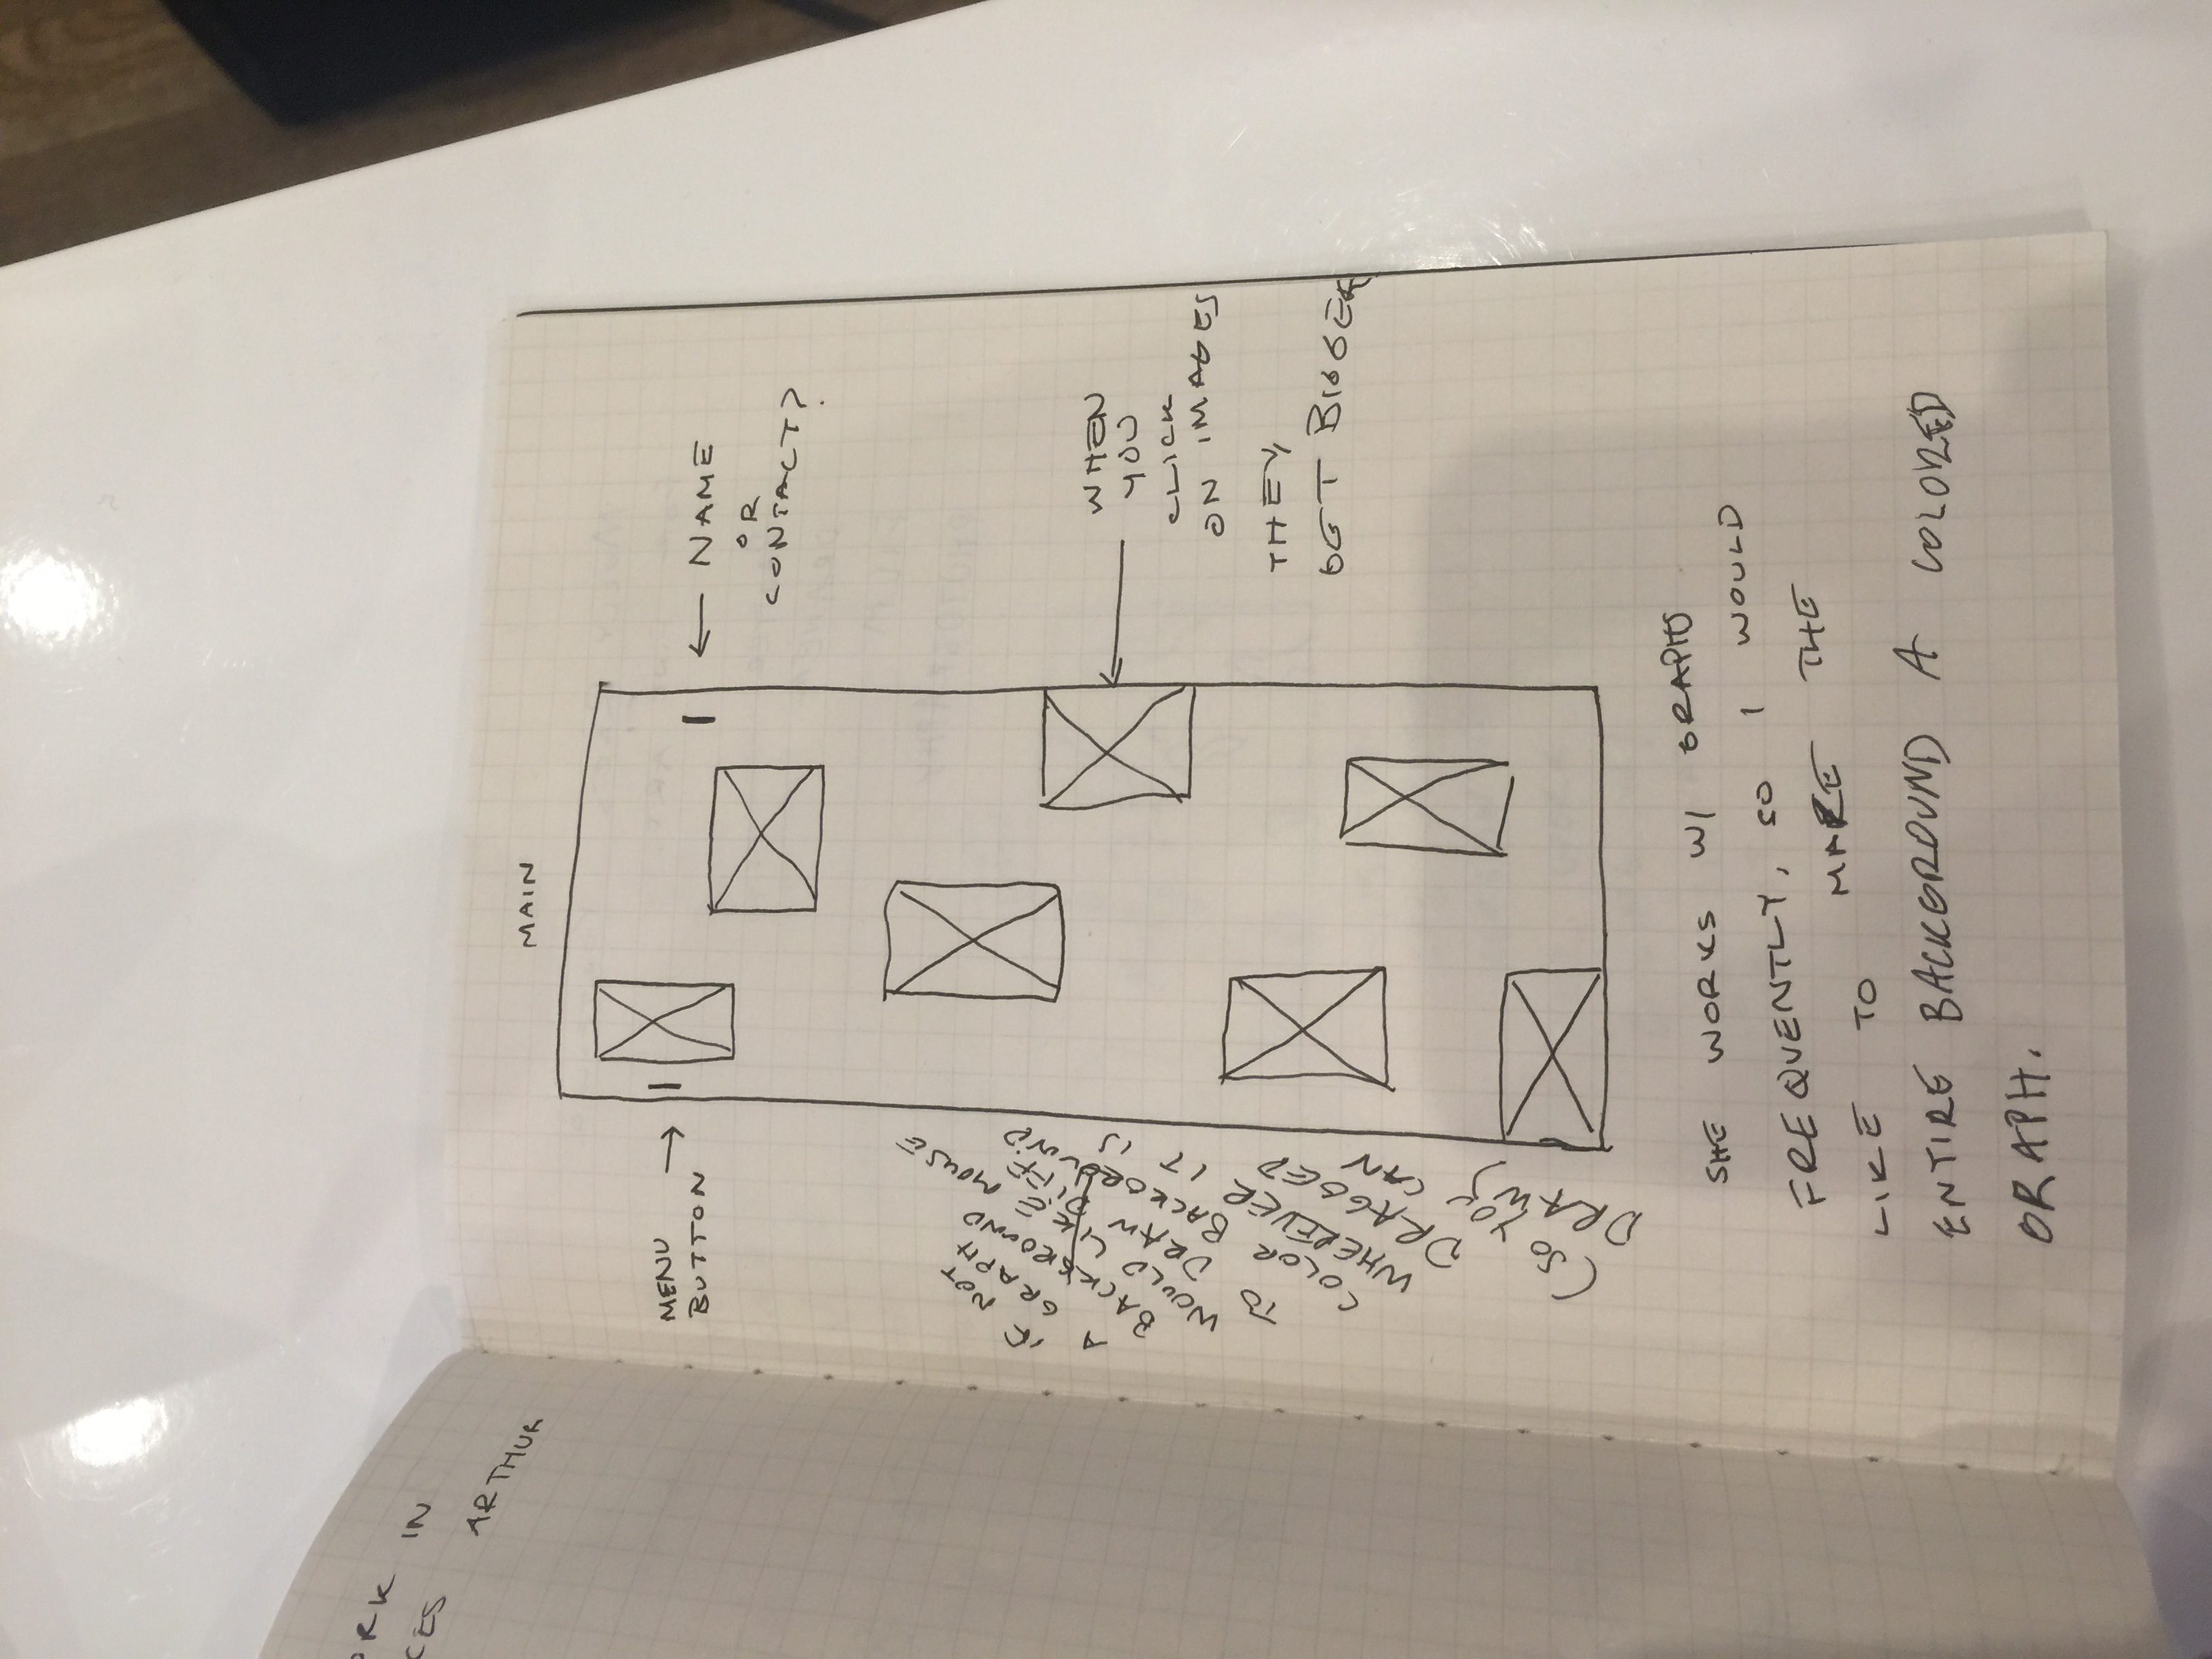 ORK IN
CES ARTHUR
MAIN
MENU
BUTTON
NAME
OR
CONTACT?
IF NOT
A GRAPH
BACKGROUND
WOULD LIKE MOUSE
TO DRAW DIFF.
COLOR BACKGROUND
WHEREVER IT IS
DRAGGED
(SO YOU CAN
DRAW)
WHEN
YOU
CLICK
ON IMAGES
THEY
GET BIGGER
SHE WORKS W/ GRAPHS
FREQUENTLY, SO I WOULD
LIKE TO MAKE THE
ENTIRE BACKGROUND A COLORED
GRAPH.